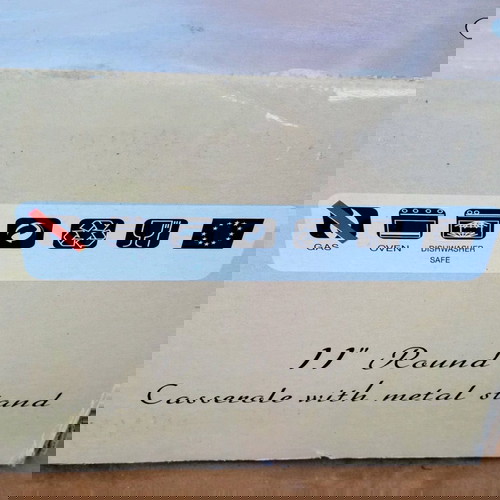 GAS OVEN DISHWASHER
SAFE
11" Round
Casserole with metal stand